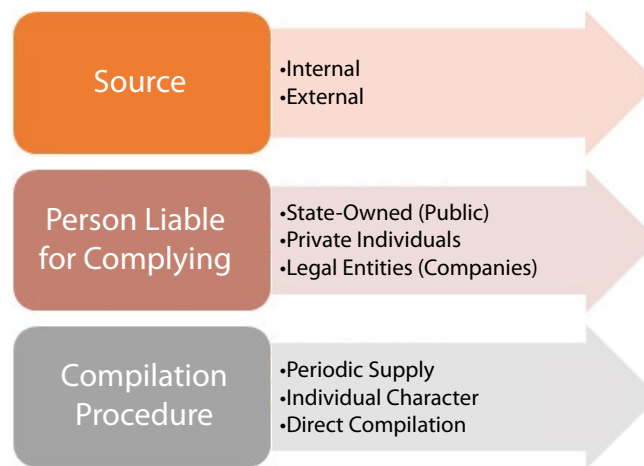 Source
•Internal
•External
Person Liable
for Complying
•State-Owned (Public)
•Private Individuals
•Legal Entities (Companies)
Compilation
Procedure
•Periodic Supply
•Individual Character
•Direct Compilation